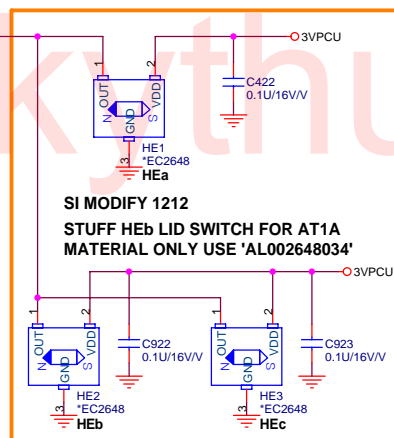 3VPCU
1
2
OUT
VDD
N
S
GND
3
C422
0.1U/16V/V
HE1
*EC2648
HEa
kythu
SI MODIFY 1212
STUFF HEb LID SWITCH FOR AT1A
MATERIAL ONLY USE 'AL002648034'
3VPCU
1
2
OUT
VDD
N
S
GND
3
C922
0.1U/16V/V
HE2
*EC2648
HEb
1
2
OUT
VDD
N
S
GND
3
C923
0.1U/16V/V
HE3
*EC2648
HEc